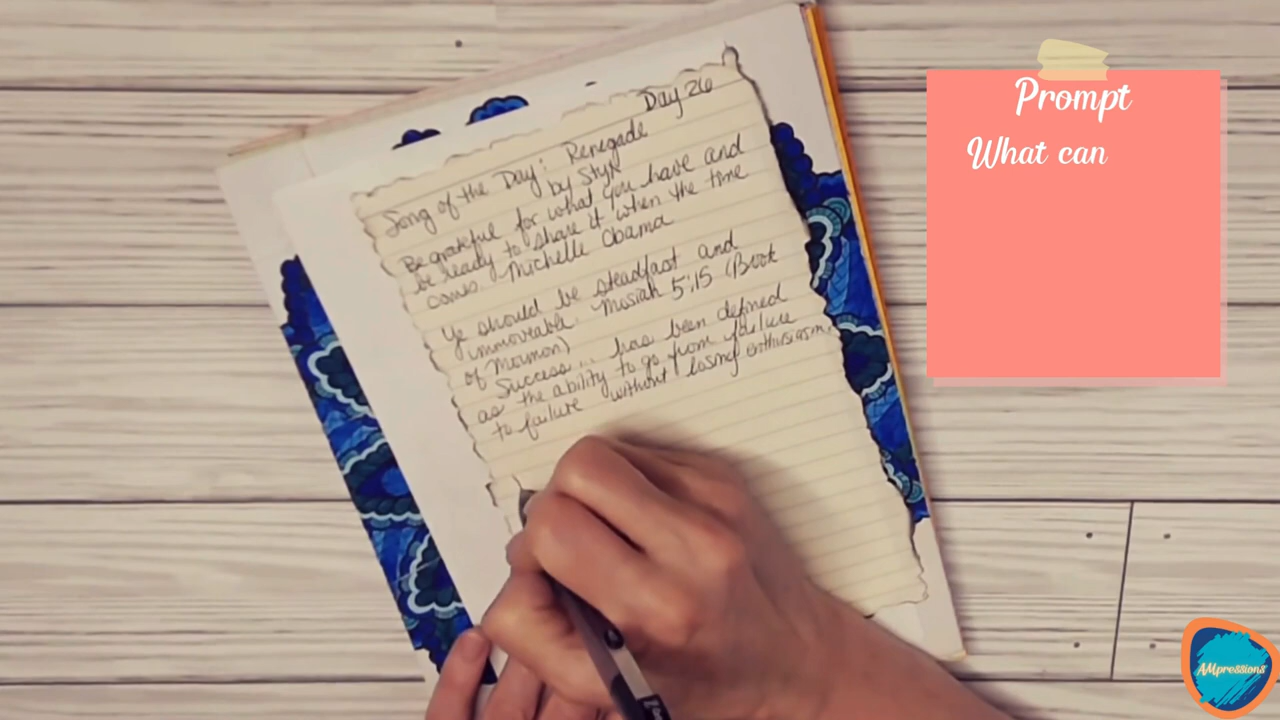 Day 26
Song of the Day: Renegade
by Styx
Be grateful for what you have and
be ready to share it when the time
comes. Michelle Obama
Ye should be steadfast and
immoveable. Mosiah 5:15 (Book
of Mormon)
Success... has been defined
as the ability to go from failure
to failure without losing enthusiasm.
Prompt
What can
AMpressions